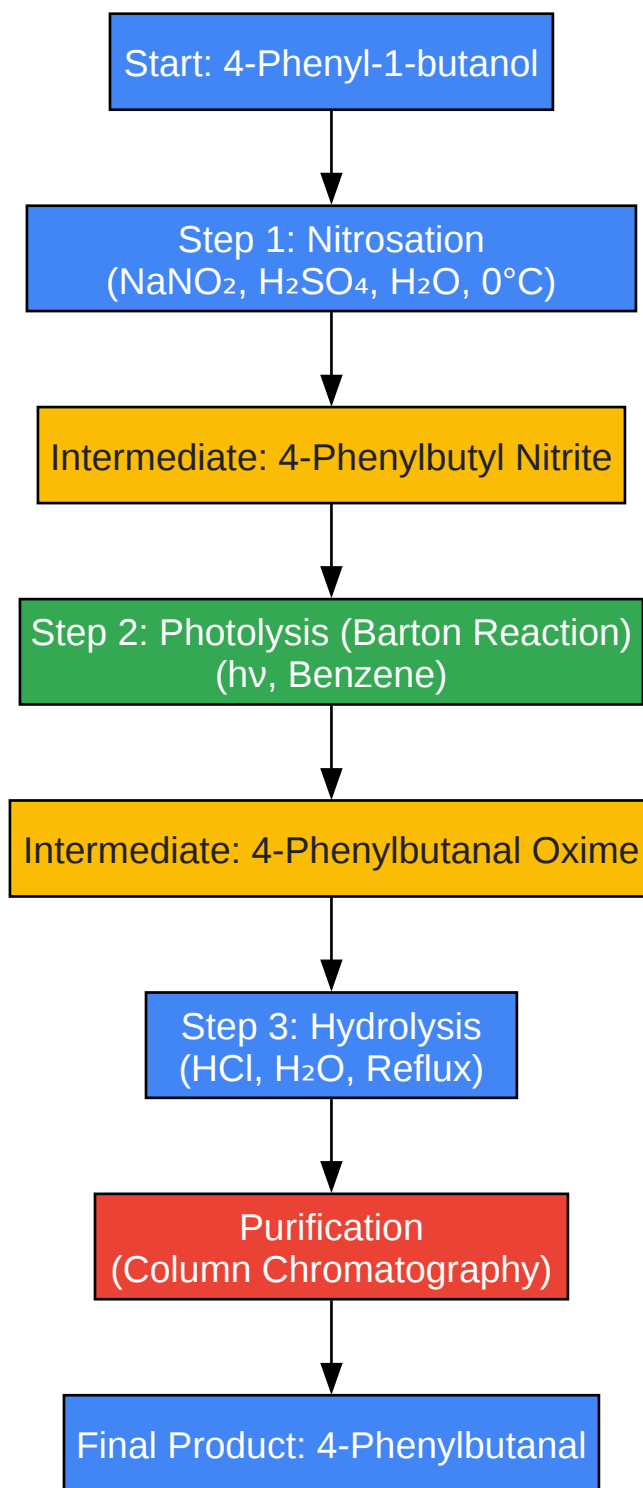 Start: 4-Phenyl-1-butanol
Step 1: Nitrosation
(NaNO₂, H₂SO₄, H₂O, 0°C)
Intermediate: 4-Phenylbutyl Nitrite
Step 2: Photolysis (Barton Reaction)
(hν, Benzene)
Intermediate: 4-Phenylbutanal Oxime
Step 3: Hydrolysis
(HCl, H₂O, Reflux)
Purification
(Column Chromatography)
Final Product: 4-Phenylbutanal